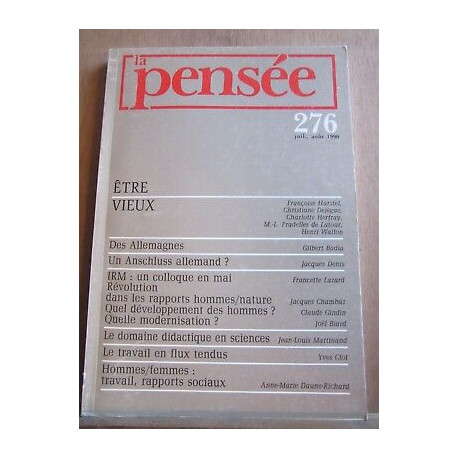 la
pensée
276
juil., août 1990
ÊTRE
VIEUX
Françoise Hurstel,
Christiane Dejigue,
Charlotte Herfray,
M.-L. Pradelles de Latour,
Henri Wallon
Des Allemagnes Gilbert Badia
Un Anschluss allemand ? Jacques Denis
IRM : un colloque en mai Francette Lazard
Révolution
dans les rapports hommes/nature Jacques Chambaz
Quel développement des hommes ? Claude Gindin
Quelle modernisation ? Joël Biard
Le domaine didactique en sciences Jean-Louis Martinand
Le travail en flux tendus Yves Clot
Hommes/femmes :
travail, rapports sociaux Anne-Marie Daune-Richard